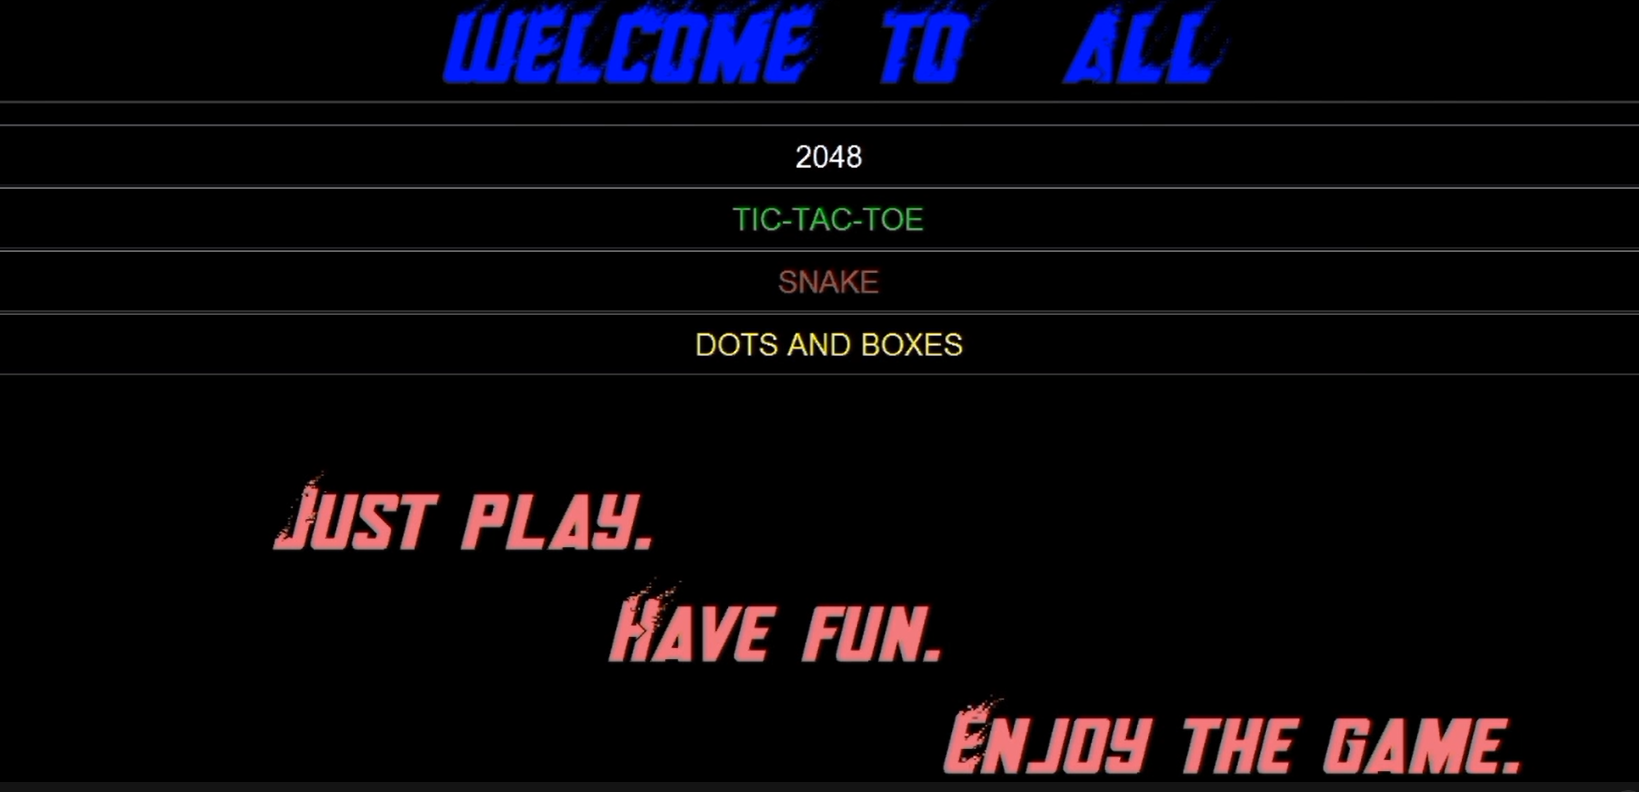 WELCOME TO ALL
2048
TIC-TAC-TOE
SNAKE
DOTS AND BOXES
JUST PLAY.
HAVE FUN.
ENJOY THE GAME.